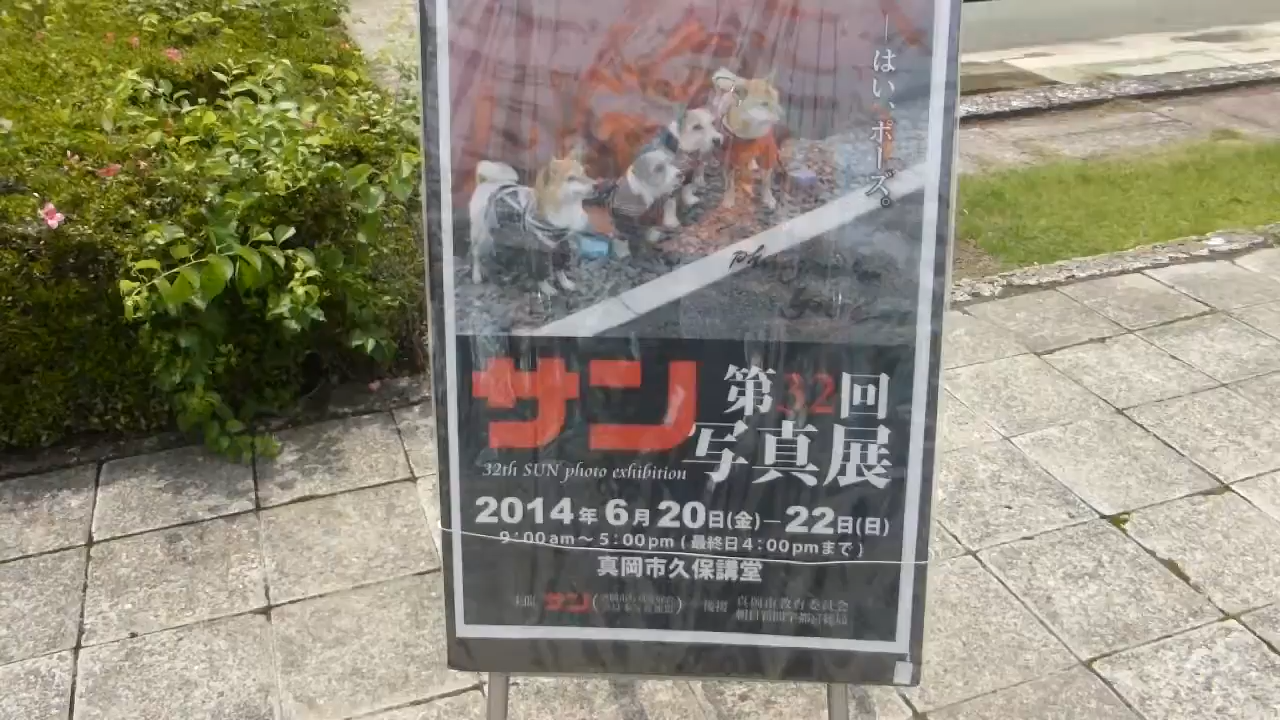 ―はい、ポーズ。
サン 第32回
写真展
32th SUN photo exhibition
2014年6月20日(金)―22日(日)
9:00am～5:00pm(最終日4:00pmまで)
真岡市久保講堂
主催 サン( ) 後援 真岡市教育委員会
朝日新聞宇都宮総局